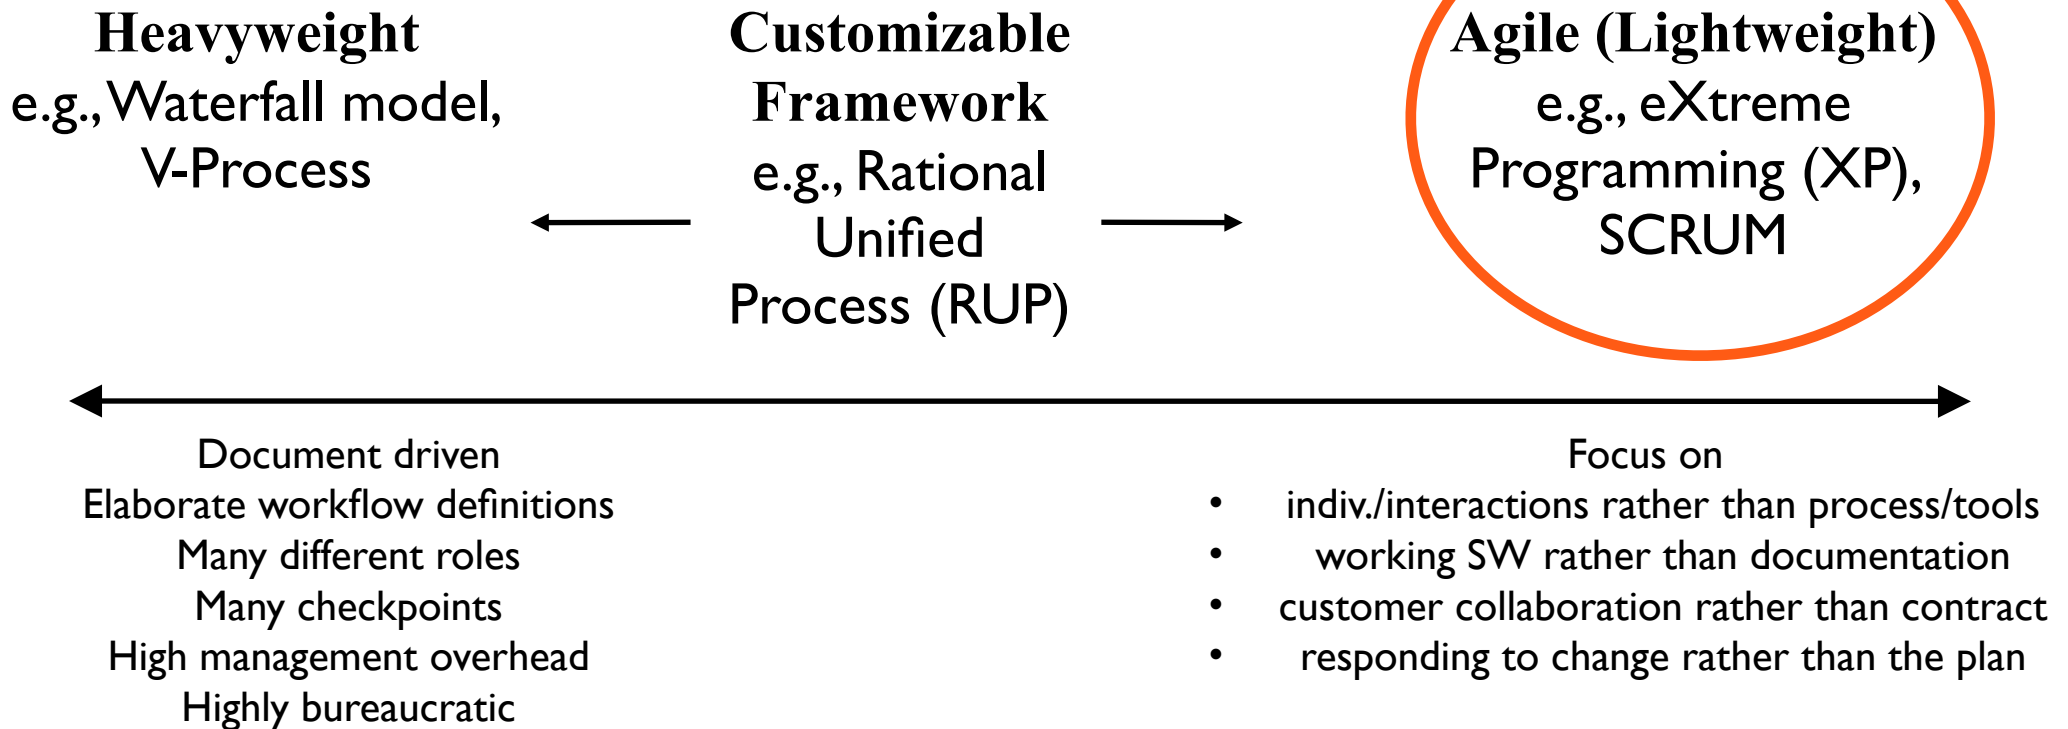 Heavyweight
e.g., Waterfall model,
V-Process
Customizable
Framework
e.g., Rational
Unified
Process (RUP)
Agile (Lightweight)
e.g., eXtreme
Programming (XP),
SCRUM
Document driven
Elaborate workflow definitions
Many different roles
Many checkpoints
High management overhead
Highly bureaucratic
Focus on
• indiv./interactions rather than process/tools
• working SW rather than documentation
• customer collaboration rather than contract
• responding to change rather than the plan